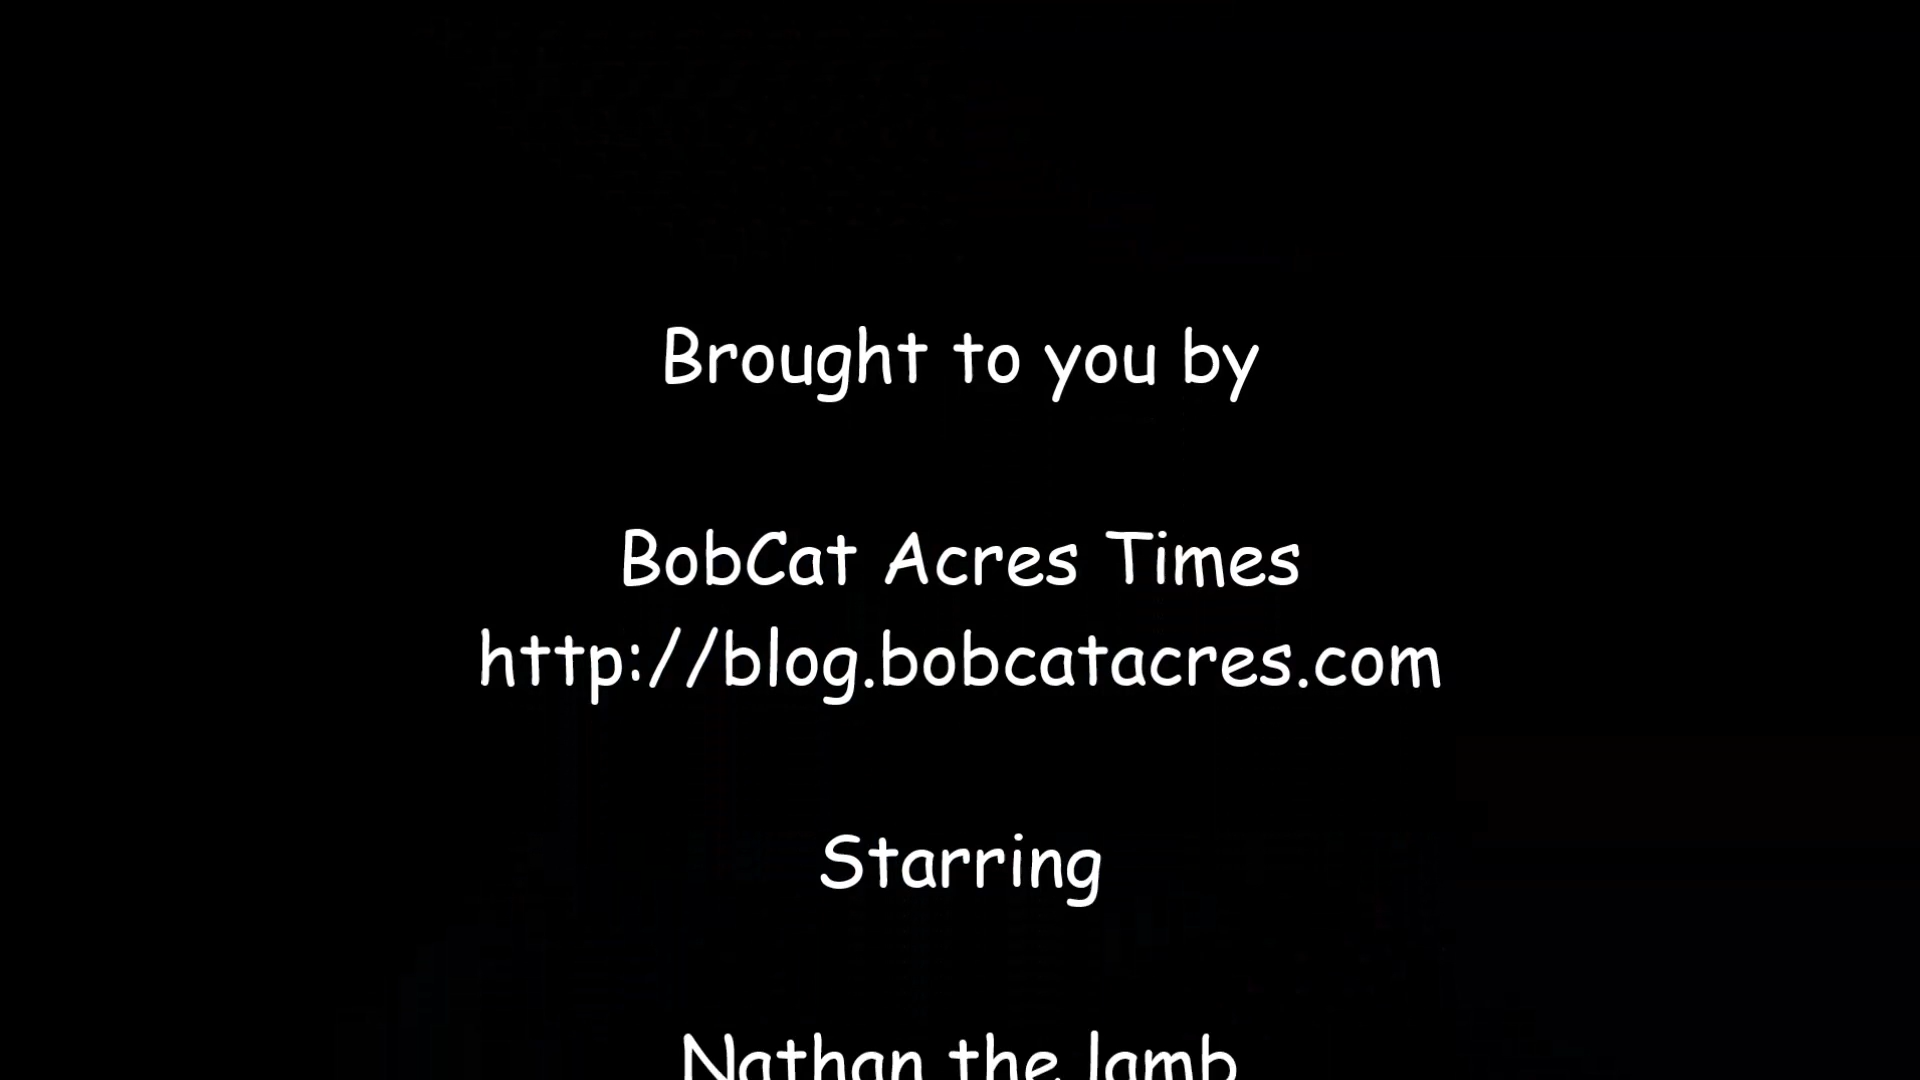 Brought to you by
BobCat Acres Times
http://blog.bobcatacres.com
Starring
Nathan the lamb